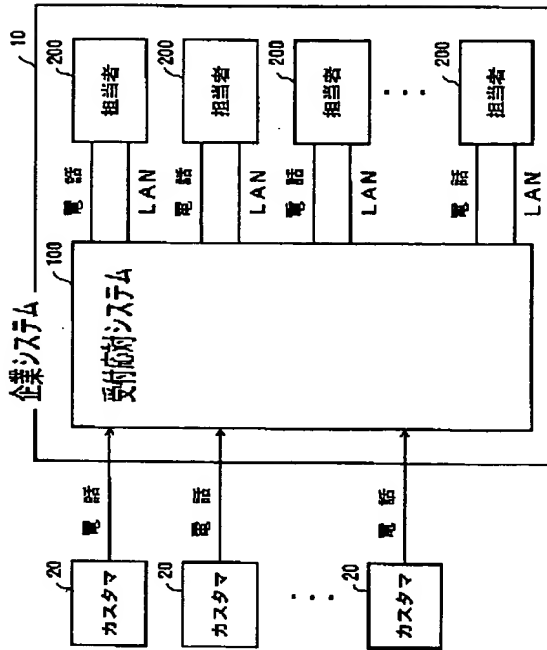 企業システム
10
20
カスタマ
電話
20
カスタマ
電話
20
カスタマ
電話
100
受付応対システム
電話
LAN
200
担当者
電話
LAN
200
担当者
電話
LAN
200
担当者
電話
LAN
200
担当者